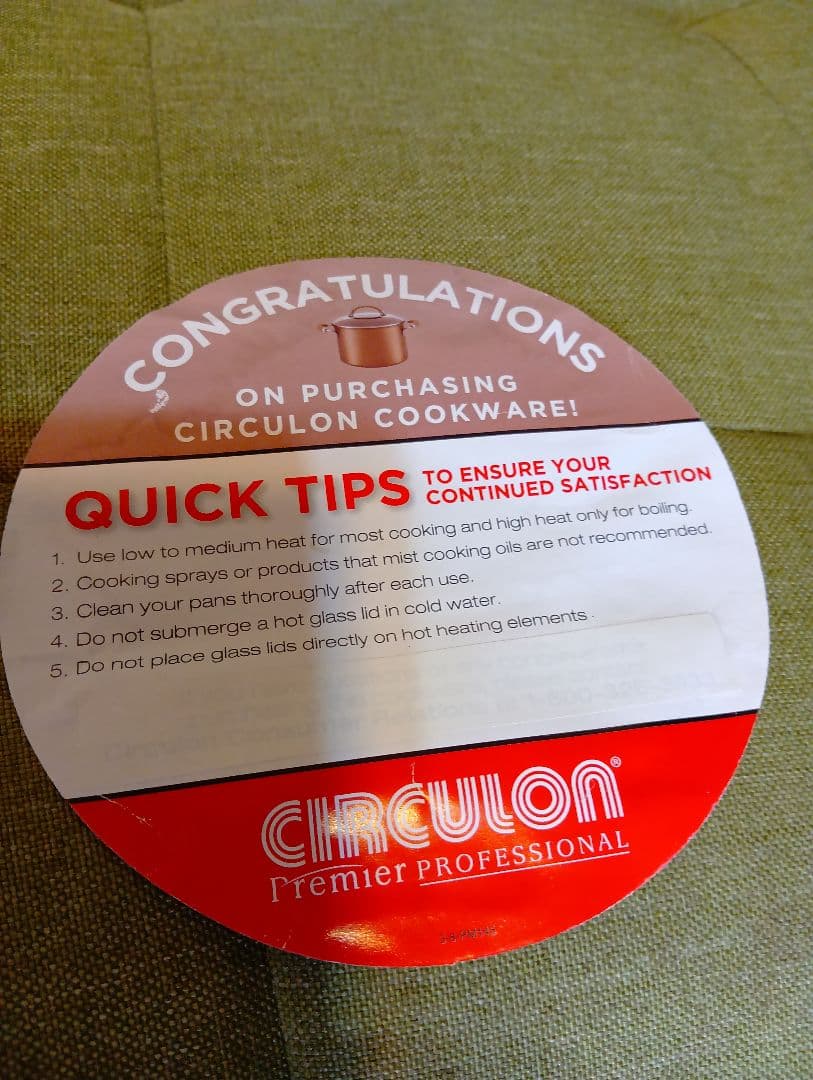 CONGRATULATIONS
ON PURCHASING
CIRCULON COOKWARE!
QUICK TIPS TO ENSURE YOUR
CONTINUED SATISFACTION
1. Use low to medium heat for most cooking and high heat only for boiling.
2. Cooking sprays or products that mist cooking oils are not recommended.
3. Clean your pans thoroughly after each use.
4. Do not submerge a hot glass lid in cold water.
5. Do not place glass lids directly on hot heating elements.
CIRCULON®
Premier PROFESSIONAL